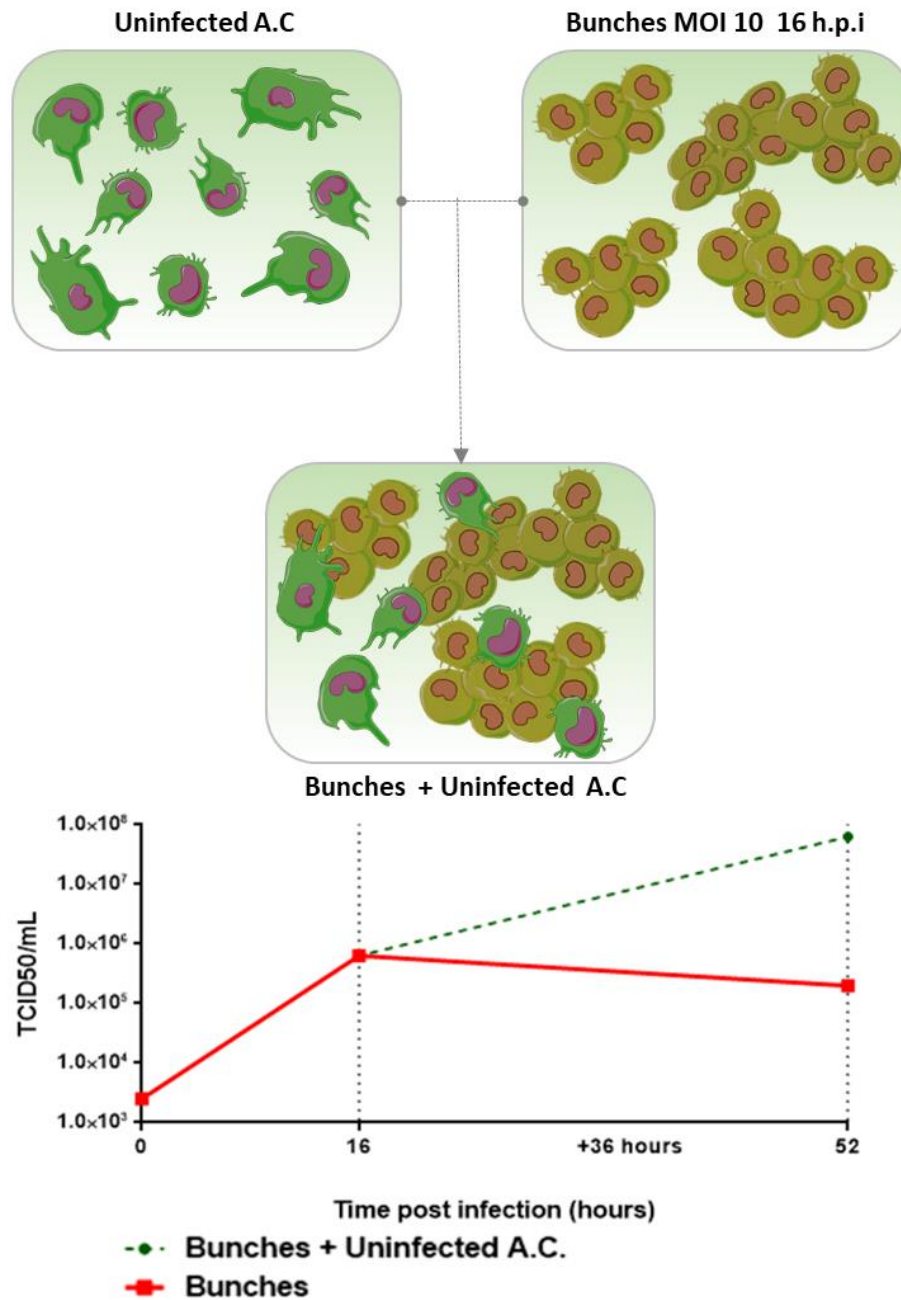 Uninfected A.C
Bunches MOI 10 16 h.p.i
Bunches + Uninfected A.C
1.0×10⁸
1.0×10⁷
1.0×10⁶
1.0×10⁵
1.0×10⁴
1.0×10³
TCID50/mL
0
16
+36 hours
52
Time post infection (hours)
Bunches + Uninfected A.C.
Bunches